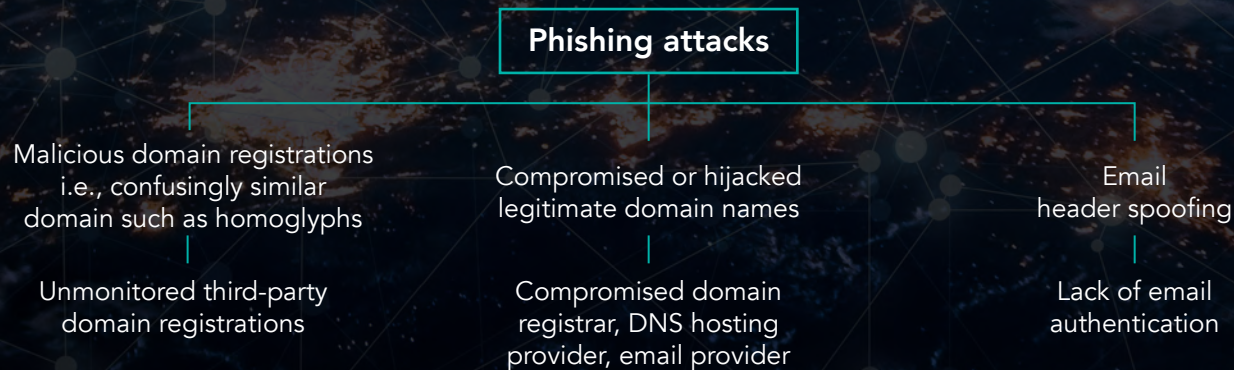 Phishing attacks
Malicious domain registrations
i.e., confusingly similar
domain such as homoglyphs
Unmonitored third-party
domain registrations
Compromised or hijacked
legitimate domain names
Compromised domain
registrar, DNS hosting
provider, email provider
Email
header spoofing
Lack of email
authentication